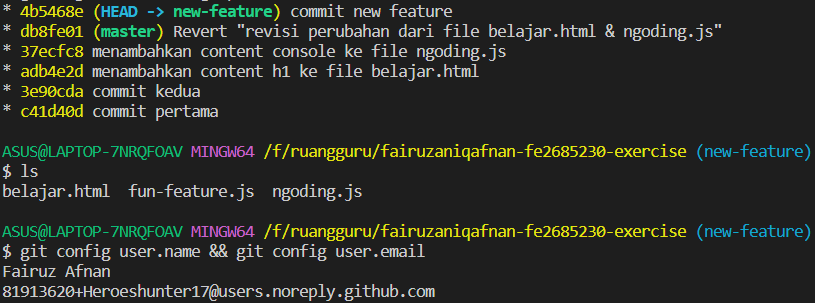 * 4b5468e (HEAD -> new-feature) commit new feature
* db8fe01 (master) Revert "revisi perubahan dari file belajar.html & ngoding.js"
* 37ecfc8 menambahkan content console ke file ngoding.js
* adb4e2d menambahkan content h1 ke file belajar.html
* 3e90cda commit kedua
* c41d40d commit pertama
ASUS@LAPTOP-7NRQFOAV MINGW64 /f/ruangguru/fairuzaniqafnan-fe2685230-exercise (new-feature)
$ ls
belajar.html  fun-feature.js  ngoding.js
ASUS@LAPTOP-7NRQFOAV MINGW64 /f/ruangguru/fairuzaniqafnan-fe2685230-exercise (new-feature)
$ git config user.name && git config user.email
Fairuz Afnan
81913620+Heroeshunter17@users.noreply.github.com